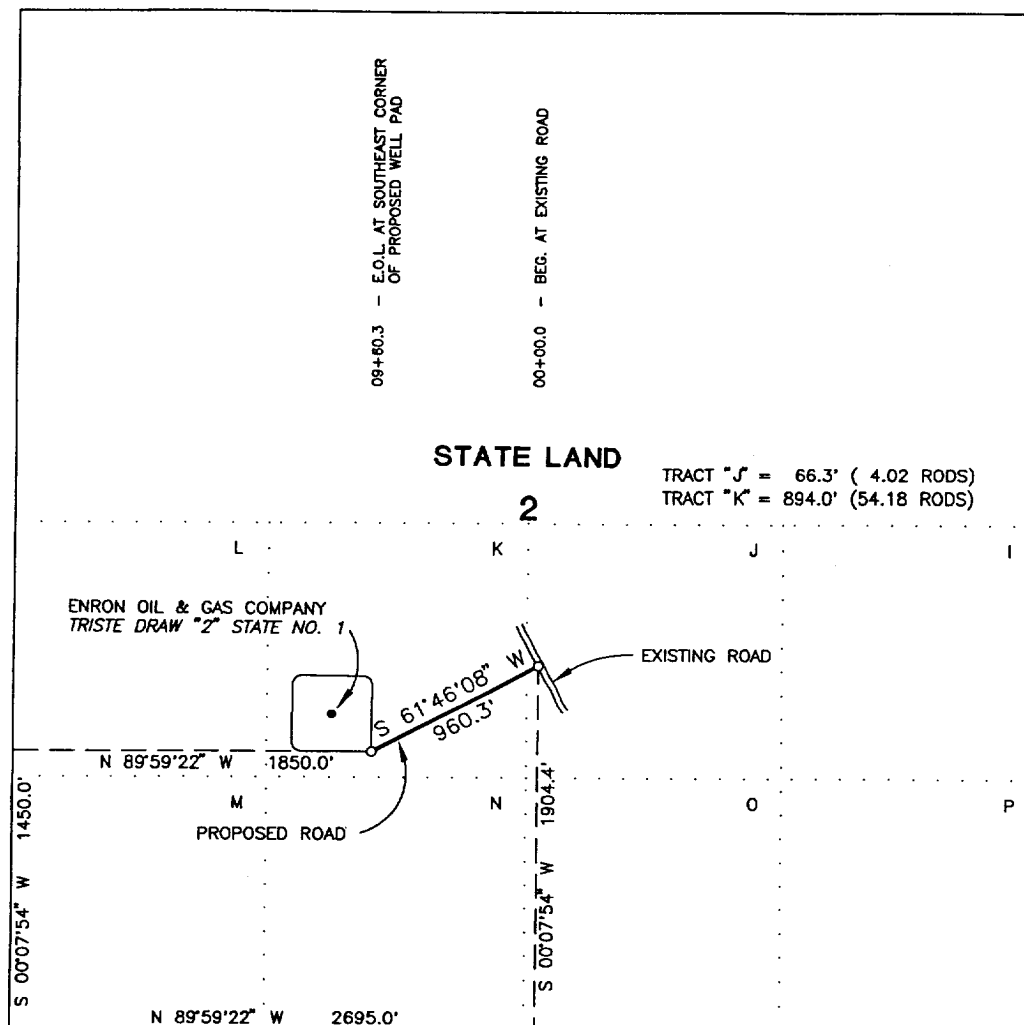 09+60.3 - E.O.L. AT SOUTHEAST CORNER
OF PROPOSED WELL PAD
00+00.0 - BEG. AT EXISTING ROAD
STATE LAND
2
TRACT "J" = 66.3' ( 4.02 RODS)
TRACT "K" = 894.0' (54.18 RODS)
L
K
J
I
ENRON OIL & GAS COMPANY
TRISTE DRAW "2" STATE NO. 1
EXISTING ROAD
S 61°46'08" W
960.3'
N 89°59'22" W 1850.0'
M
N
O
P
PROPOSED ROAD
S 00°07'54" W 1450.0'
S 00°07'54" W 1904.4'
N 89°59'22" W 2695.0'